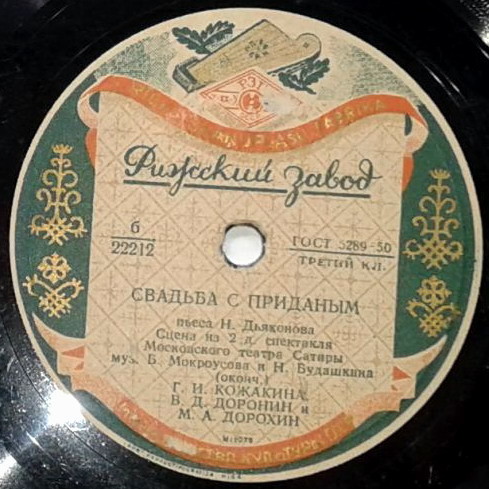 РЗГ
Рижский завод
6
22212
ГОСТ 5289-50
ТРЕТИЙ КЛ.
СВАДЬБА С ПРИДАНЫМ
пьеса Н. Дьяконова
Сцена из 2 д. спектакля
Московского театра Сатиры
муз. Б. Мокроусова и Н. Будашкина
(оконч.)
Г. И. КОЖАКИНА
В. Д. ДОРОНИН и
М. А. ДОРОХИН